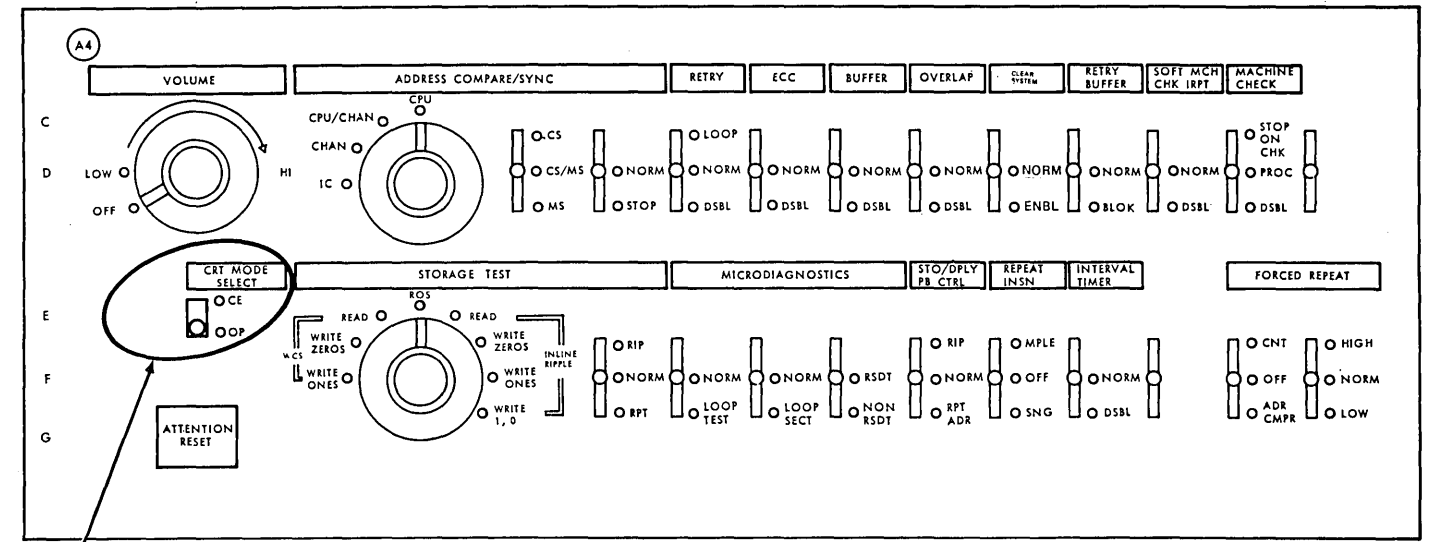 A4
VOLUME
ADDRESS COMPARE/SYNC
RETRY
ECC
BUFFER
OVERLAP
CLEAR
SYSTEM
RETRY
BUFFER
SOFT MCH
CHK IRPT
MACHINE
CHECK
C
D
LOW
OFF
HI
CPU
CPU/CHAN
CHAN
IC
CS
CS/MS
MS
NORM
STOP
LOOP
NORM
DSBL
NORM
DSBL
NORM
DSBL
NORM
DSBL
NORM
ENBL
NORM
BLOK
NORM
DSBL
STOP
ON
CHK
PROC
DSBL
CRT MODE
SELECT
STORAGE TEST
MICRODIAGNOSTICS
STO/DPLY
PB CTRL
REPEAT
INSN
INTERVAL
TIMER
FORCED REPEAT
E
F
G
CE
OP
ROS
READ
WRITE
ZEROS
WRITE
ONES
WCS
READ
WRITE
ZEROS
WRITE
ONES
WRITE
1, 0
INLINE
RIPPLE
RIP
NORM
RPT
NORM
LOOP
TEST
NORM
LOOP
SECT
RSDT
NON
RSDT
RIP
NORM
RPT
ADR
MPLE
OFF
SNG
NORM
DSBL
CNT
OFF
ADR
CMPR
HIGH
NORM
LOW
ATTENTION
RESET